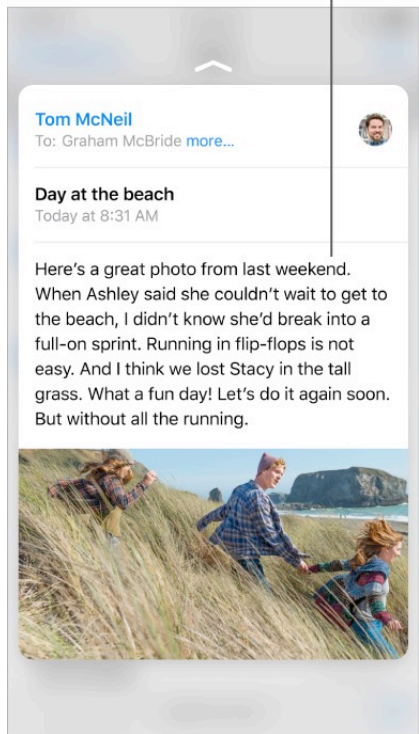 Tom McNeil
To: Graham McBride more...
Day at the beach
Today at 8:31 AM
Here's a great photo from last weekend.
When Ashley said she couldn't wait to get to
the beach, I didn't know she'd break into a
full-on sprint. Running in flip-flops is not
easy. And I think we lost Stacy in the tall
grass. What a fun day! Let's do it again soon.
But without all the running.